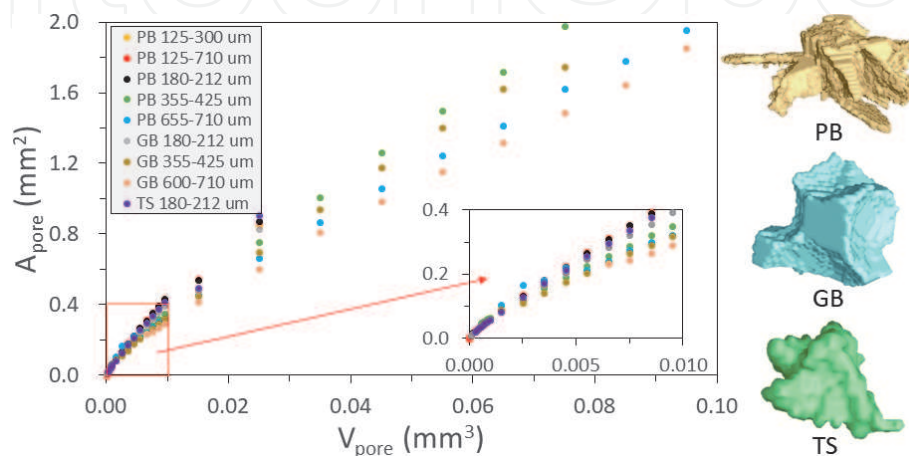 2.0
1.6
1.2
0.8
0.4
0.0
A_pore (mm²)
PB 125-300 um
PB 125-710 um
PB 180-212 um
PB 355-425 um
PB 655-710 um
GB 180-212 um
GB 355-425 um
GB 600-710 um
TS 180-212 um
0.4
0.2
0.0
0.000 0.005 0.010
0.00 0.02 0.04 0.06 0.08 0.10
V_pore (mm³)
PB
GB
TS